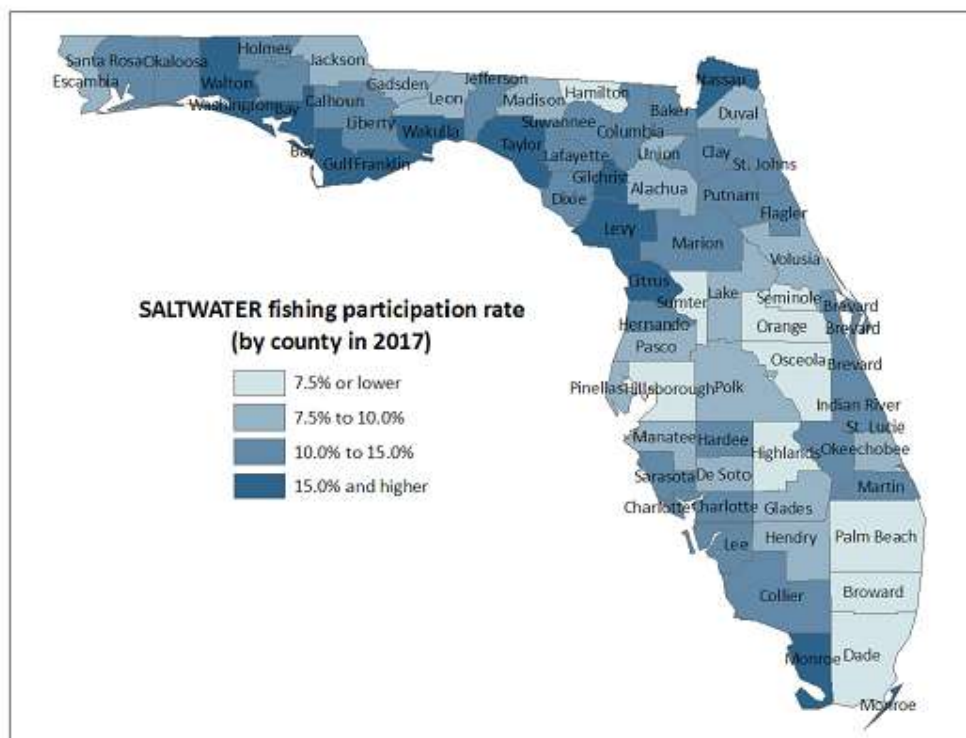 Holmes
Jackson
Santa Rosa
Okaloosa
Escambia
Walton
Washington
Bay
Calhoun
Gadsden
Leon
Liberty
Jefferson
Madison
Hamilton
Nassau
Wakulla
Taylor
Suwannee
Columbia
Baker
Duval
Bay
Gulf
Franklin
Lafayette
Union
Clay
St. Johns
Gilchrist
Alachua
Putnam
Dixie
Flagler
Levy
Marion
Volusia
Citrus
Sumter
Lake
Seminole
Brevard
SALTWATER fishing participation rate
(by county in 2017)
Hernando
Orange
Brevard
Pasco
Osceola
Brevard
7.5% or lower
Pinellas
Hillsborough
Polk
Indian River
7.5% to 10.0%
St. Lucie
Manatee
Hardee
Highlands
Okeechobee
10.0% to 15.0%
Sarasota
De Soto
Martin
15.0% and higher
Charlotte
Charlotte
Glades
Lee
Hendry
Palm Beach
Collier
Broward
Monroe
Dade
Monroe